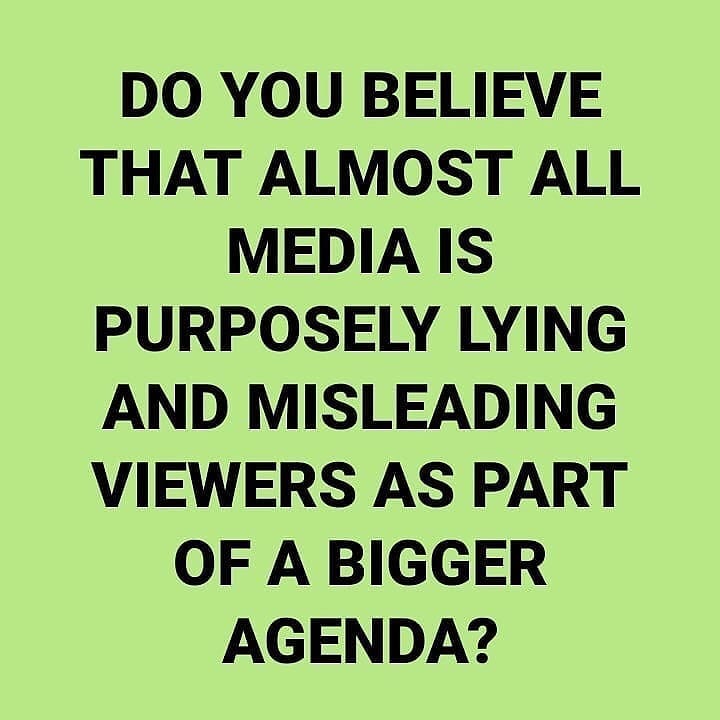 DO YOU BELIEVE
THAT ALMOST ALL
MEDIA IS
PURPOSELY LYING
AND MISLEADING
VIEWERS AS PART
OF A BIGGER
AGENDA?